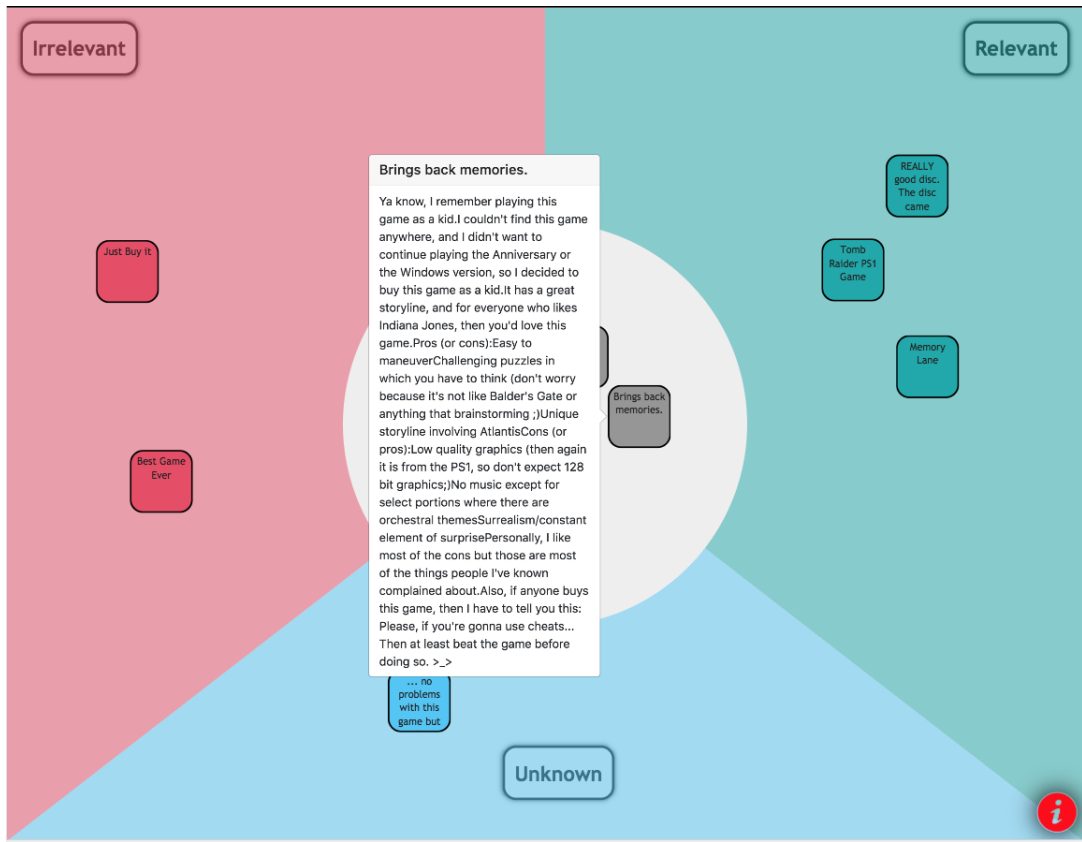 Irrelevant
Relevant
Brings back memories.
Ya know, I remember playing this
game as a kid.I couldn't find this game
anywhere, and I didn't want to
continue playing the Anniversary or
the Windows version, so I decided to
buy this game as a kid.It has a great
storyline, and for everyone who likes
Indiana Jones, then you'd love this
game.Pros (or cons):Easy to
maneuverChallenging puzzles in
which you have to think (don't worry
because it's not like Balder's Gate or
anything that brainstorming ;)Unique
storyline involving AtlantisCons (or
pros):Low quality graphics (then again
it is from the PS1, so don't expect 128
bit graphics;)No music except for
select portions where there are
orchestral themesSurrealism/constant
element of surprisePersonally, I like
most of the cons but those are most
of the things people I've known
complained about.Also, if anyone buys
this game, then I have to tell you this:
Please, if you're gonna use cheats...
Then at least beat the game before
doing so. >_>
REALLY
good disc.
The disc
came
Just Buy it
Tomb
Raider PS1
Game
Memory
Lane
Brings back
memories.
Best Game
Ever
... no
problems
with this
game but
Unknown
i